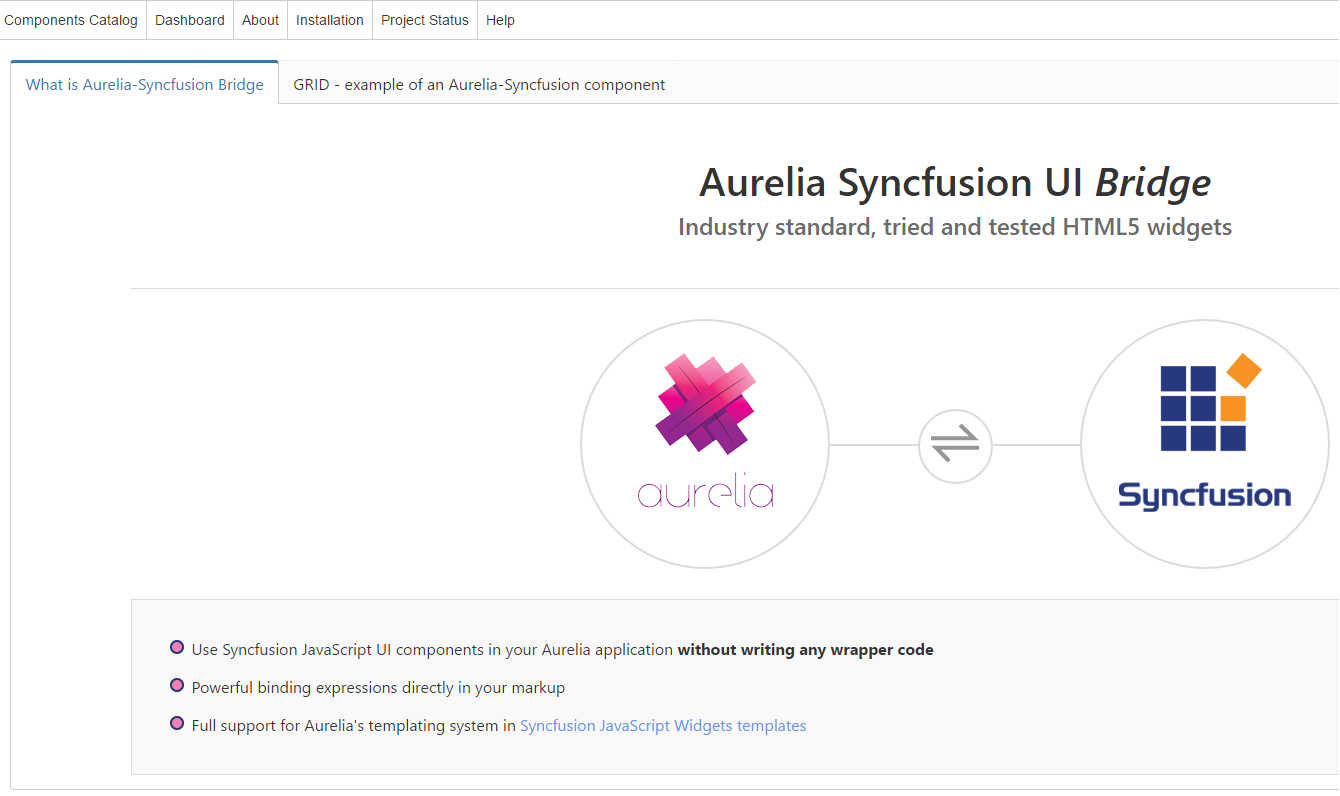 Components Catalog Dashboard About Installation Project Status Help
What is Aurelia-Syncfusion Bridge GRID - example of an Aurelia-Syncfusion component
Aurelia Syncfusion UI Bridge
Industry standard, tried and tested HTML5 widgets
aurelia
Syncfusion
Use Syncfusion JavaScript UI components in your Aurelia application without writing any wrapper code
Powerful binding expressions directly in your markup
Full support for Aurelia's templating system in Syncfusion JavaScript Widgets templates